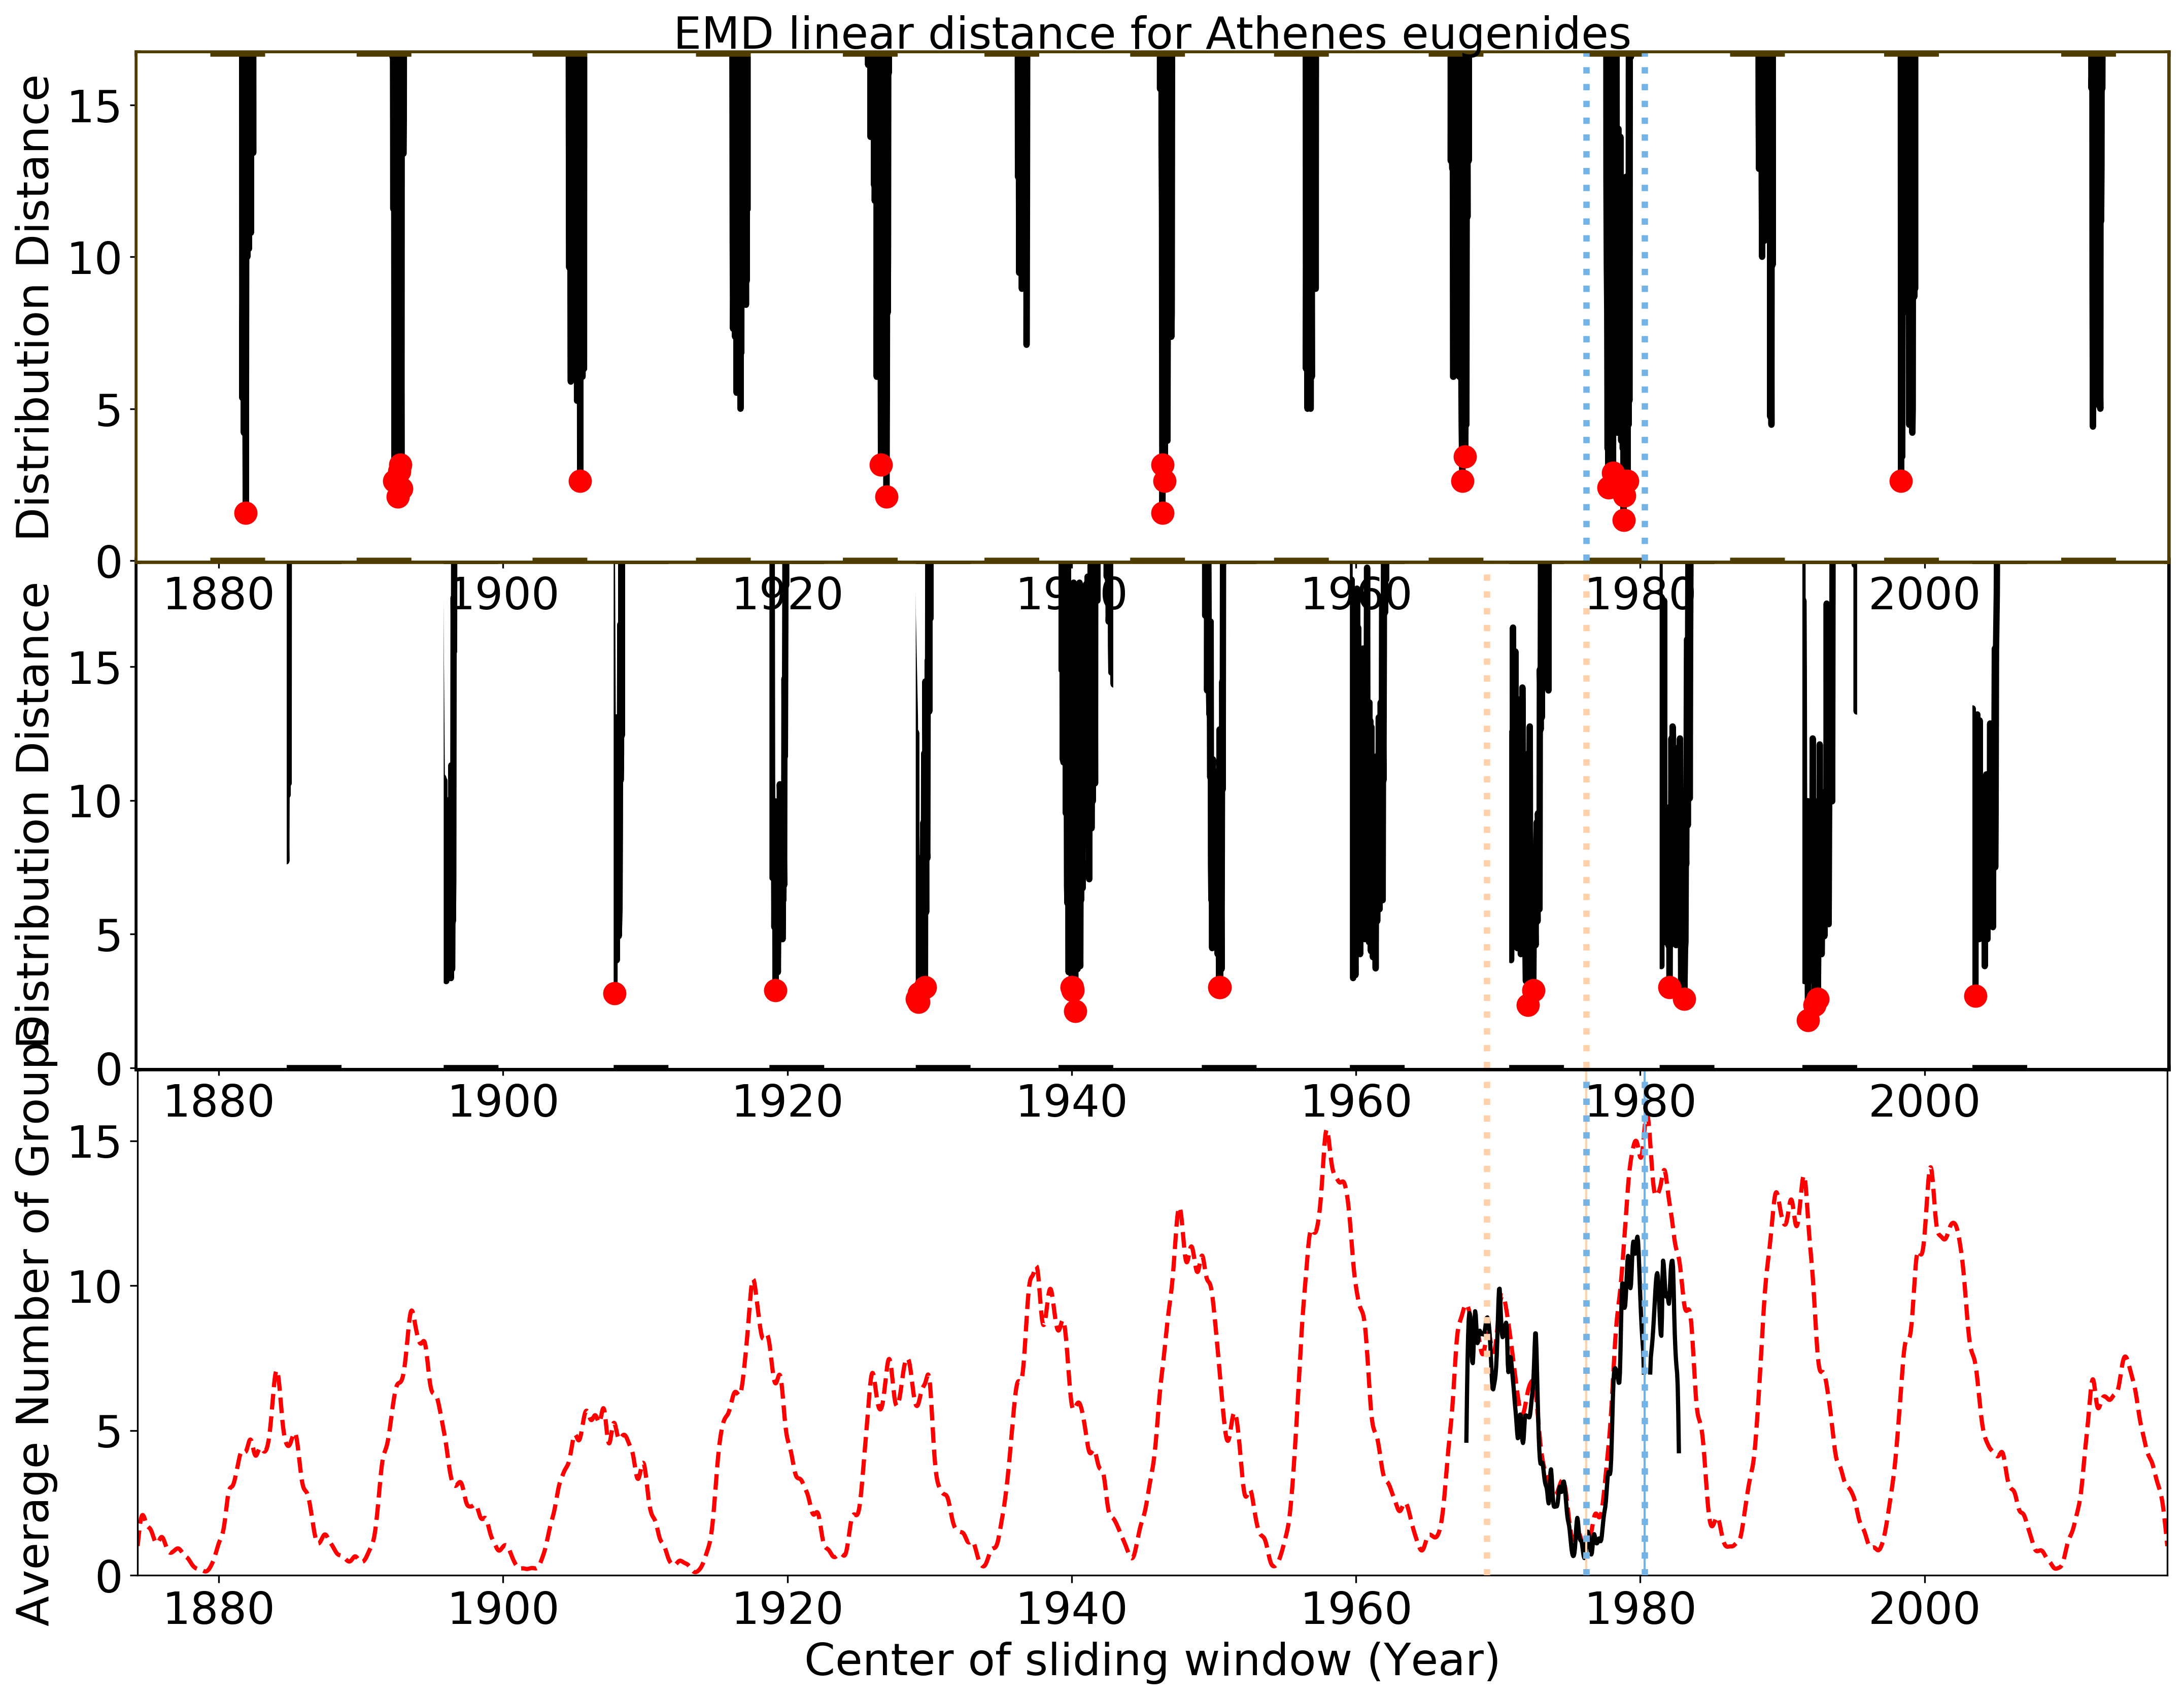 EMD linear distance for Athenes eugenides
Distribution Distance
15
10
5
0
1880 1900 1920 1940 1960 1980 2000
Distribution Distance
15
10
5
0
1880 1900 1920 1940 1960 1980 2000
Average Number of Groups
15
10
5
0
1880 1900 1920 1940 1960 1980 2000
Center of sliding window (Year)